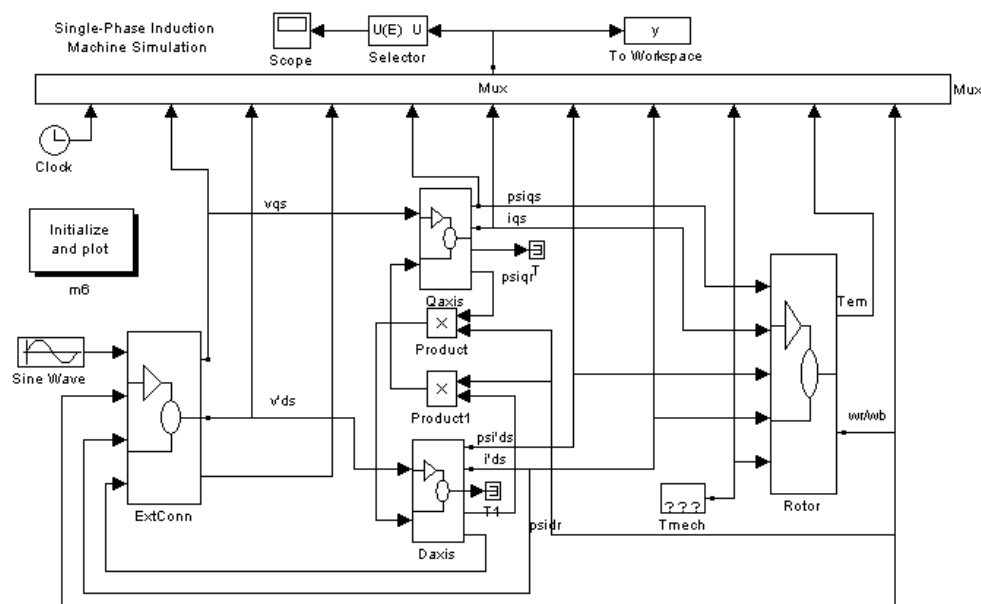 Single-Phase Induction
Machine Simulation
Scope
U(E) U
Selector
y
To Workspace
Mux
Mux
Clock
Initialize
and plot
m6
vqs
psiqs
iqs
T
psiqr
Qaxis
×
Product
×
Product1
Sine Wave
v'ds
ExtConn
psi'ds
i'ds
T1
psidr
Daxis
Tem
wr/wb
Rotor
???
Tmech